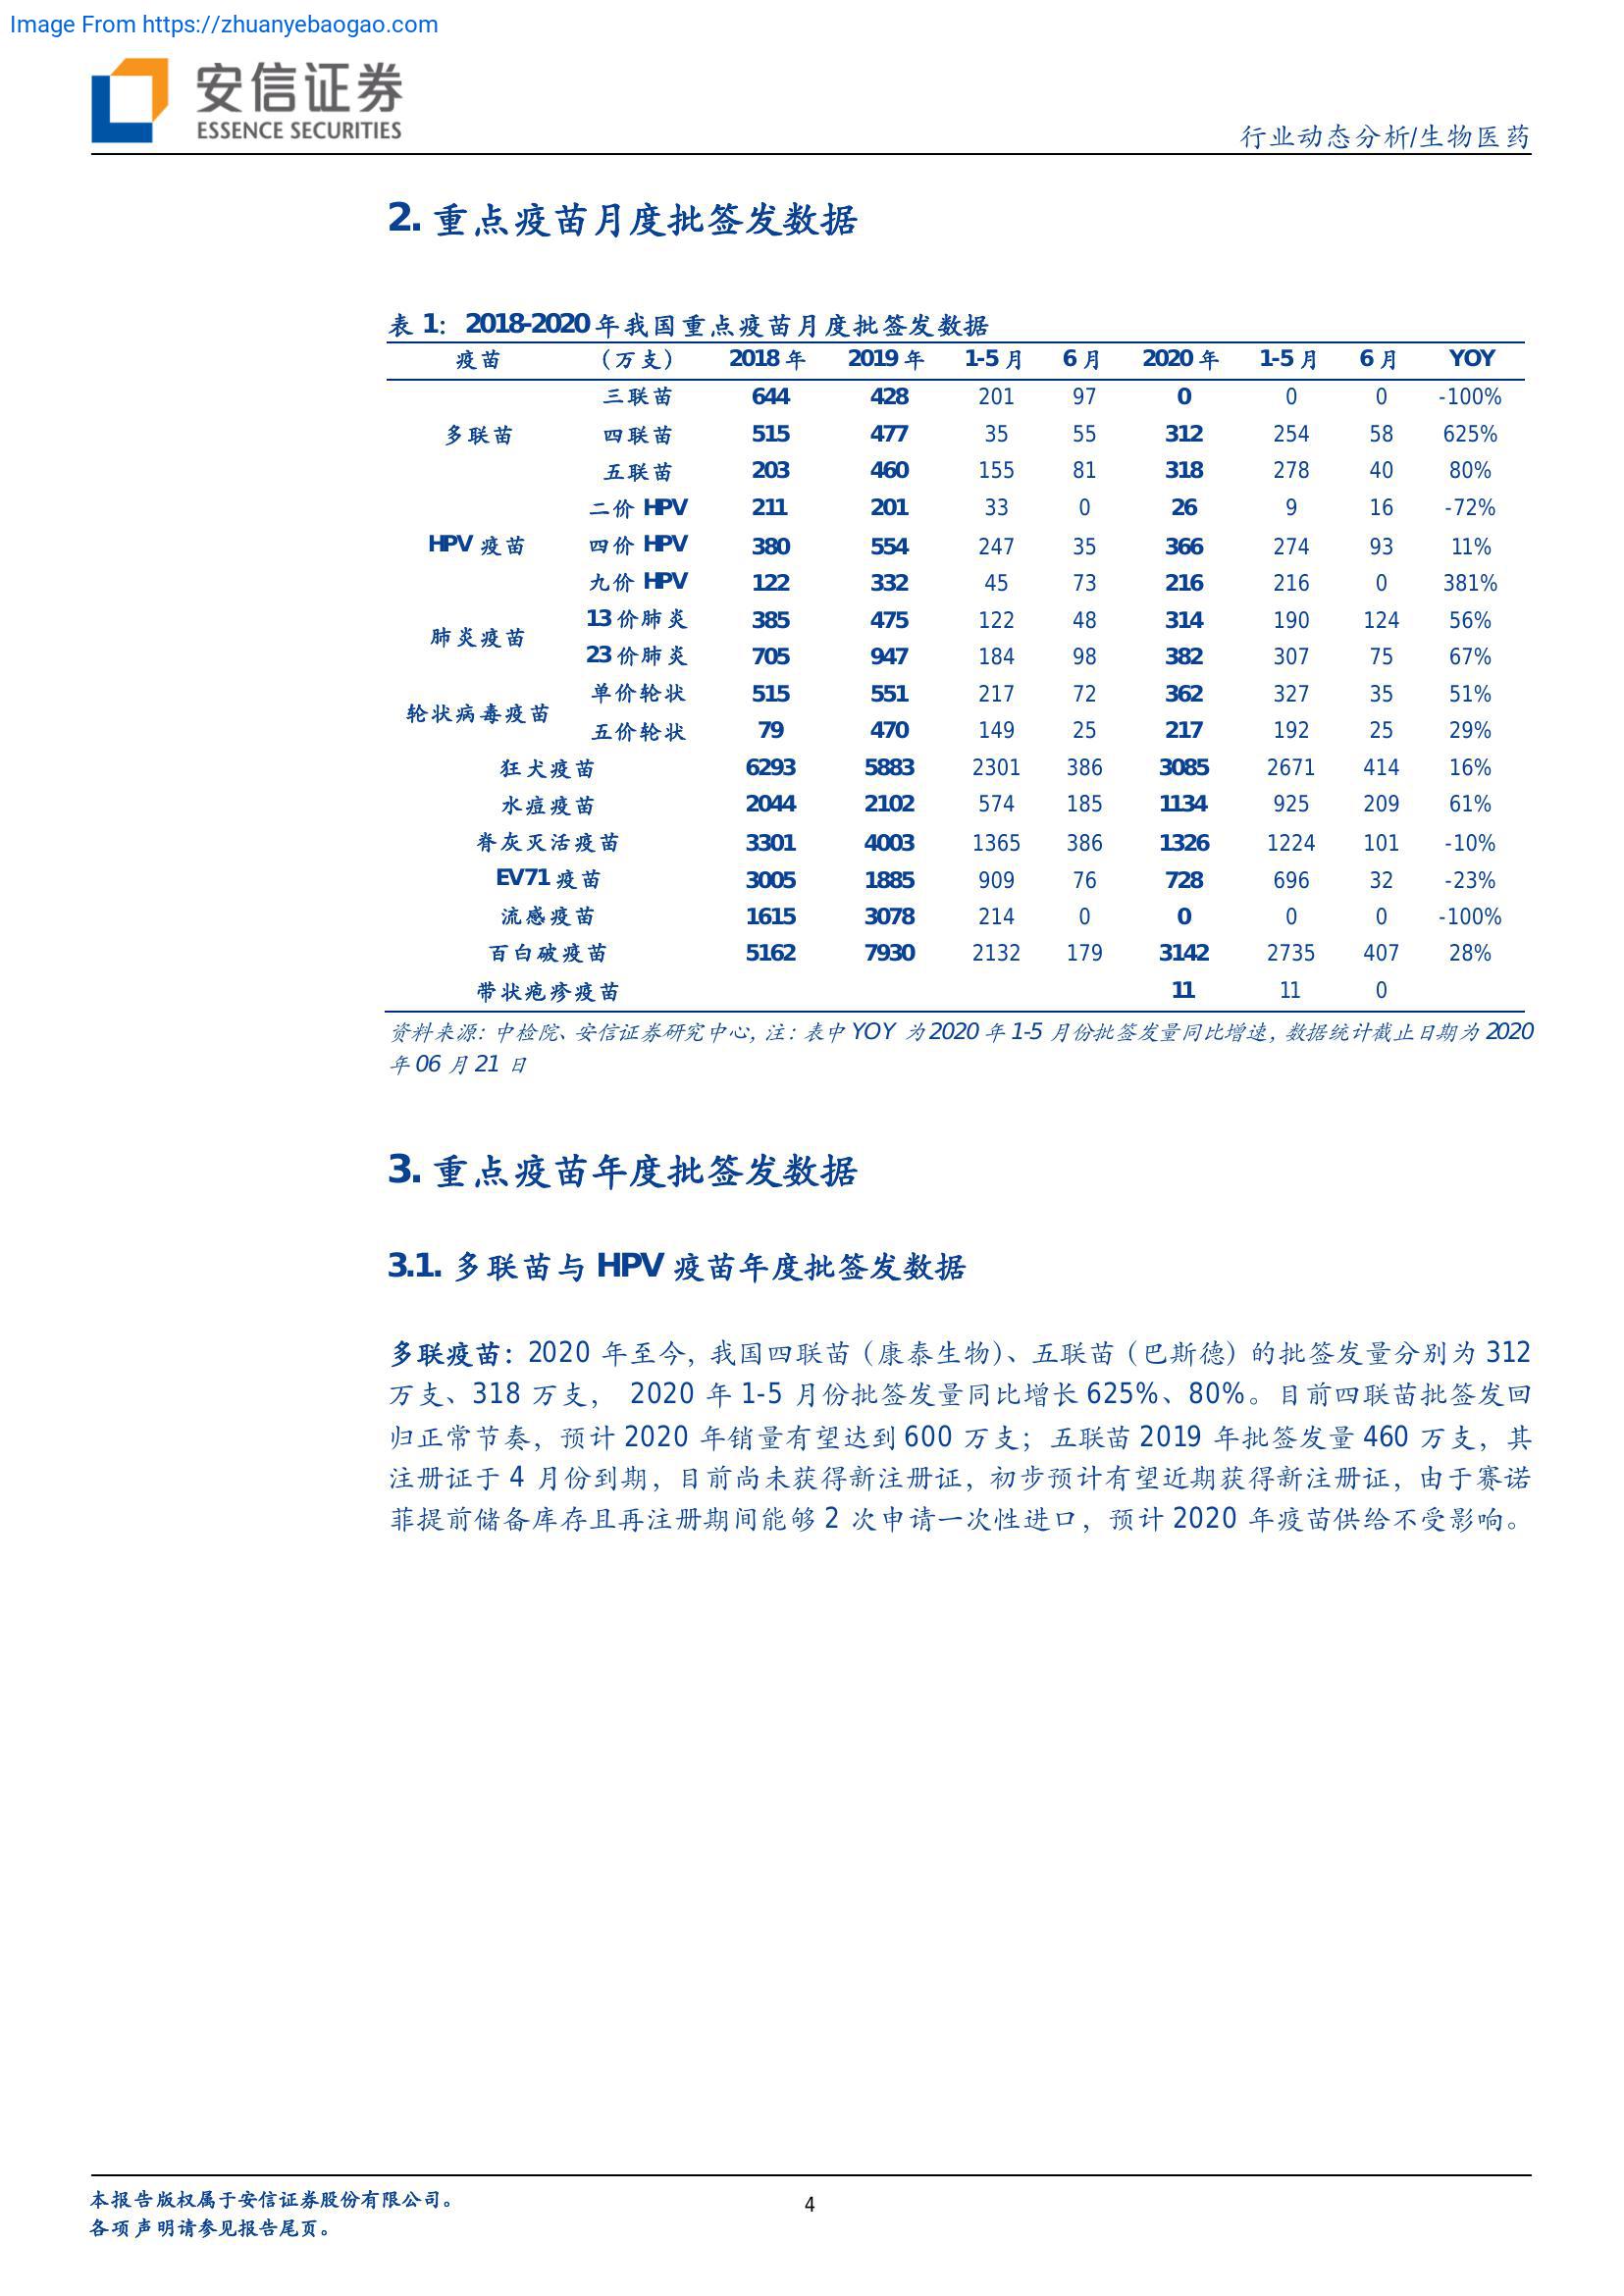 Image From https://zhuanyebaogao.com
安信证券
ESSENCE SECURITIES
行业动态分析/生物医药
2. 重点疫苗月度批签发数据
表 1: 2018-2020 年我国重点疫苗月度批签发数据
疫苗 (万支) 2018 年 2019 年 1-5 月 6 月 2020 年 1-5 月 6 月 YOY
三联苗 644 428 201 97 0 0 0 -100%
多联苗 四联苗 515 477 35 55 312 254 58 625%
五联苗 203 460 155 81 318 278 40 80%
二价 HPV 211 201 33 0 26 9 16 -72%
HPV 疫苗 四价 HPV 380 554 247 35 366 274 93 11%
九价 HPV 122 332 45 73 216 216 0 381%
13 价肺炎 385 475 122 48 314 190 124 56%
肺炎疫苗
23 价肺炎 705 947 184 98 382 307 75 67%
单价轮状 515 551 217 72 362 327 35 51%
轮状病毒疫苗
五价轮状 79 470 149 25 217 192 25 29%
狂犬疫苗 6293 5883 2301 386 3085 2671 414 16%
水痘疫苗 2044 2102 574 185 1134 925 209 61%
脊灰灭活疫苗 3301 4003 1365 386 1326 1224 101 -10%
EV71 疫苗 3005 1885 909 76 728 696 32 -23%
流感疫苗 1615 3078 214 0 0 0 0 -100%
百白破疫苗 5162 7930 2132 179 3142 2735 407 28%
带状疱疹疫苗 11 11 0
资料来源：中检院、安信证券研究中心，注：表中 YOY 为 2020 年 1-5 月份批签发量同比增速，数据统计截止日期为 2020
年 06 月 21 日
3. 重点疫苗年度批签发数据
3.1. 多联苗与 HPV 疫苗年度批签发数据
多联疫苗：2020 年至今，我国四联苗（康泰生物）、五联苗（巴斯德）的批签发量分别为 312
万支、318 万支， 2020 年 1-5 月份批签发量同比增长 625%、80%。目前四联苗批签发回
归正常节奏，预计 2020 年销量有望达到 600 万支；五联苗 2019 年批签发量 460 万支，其
注册证于 4 月份到期，目前尚未获得新注册证，初步预计有望近期获得新注册证，由于赛诺
菲提前储备库存且再注册期间能够 2 次申请一次性进口，预计 2020 年疫苗供给不受影响。
本报告版权属于安信证券股份有限公司。
4
各项声明请参见报告尾页。